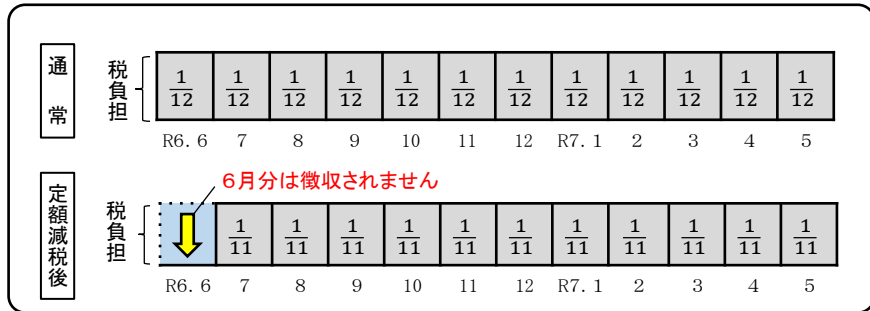 通常
税負担
1/12 1/12 1/12 1/12 1/12 1/12 1/12 1/12 1/12 1/12 1/12 1/12
R6.6 7 8 9 10 11 12 R7.1 2 3 4 5
6月分は徴収されません
定額減税後
税負担
1/11 1/11 1/11 1/11 1/11 1/11 1/11 1/11 1/11 1/11 1/11
R6.6 7 8 9 10 11 12 R7.1 2 3 4 5